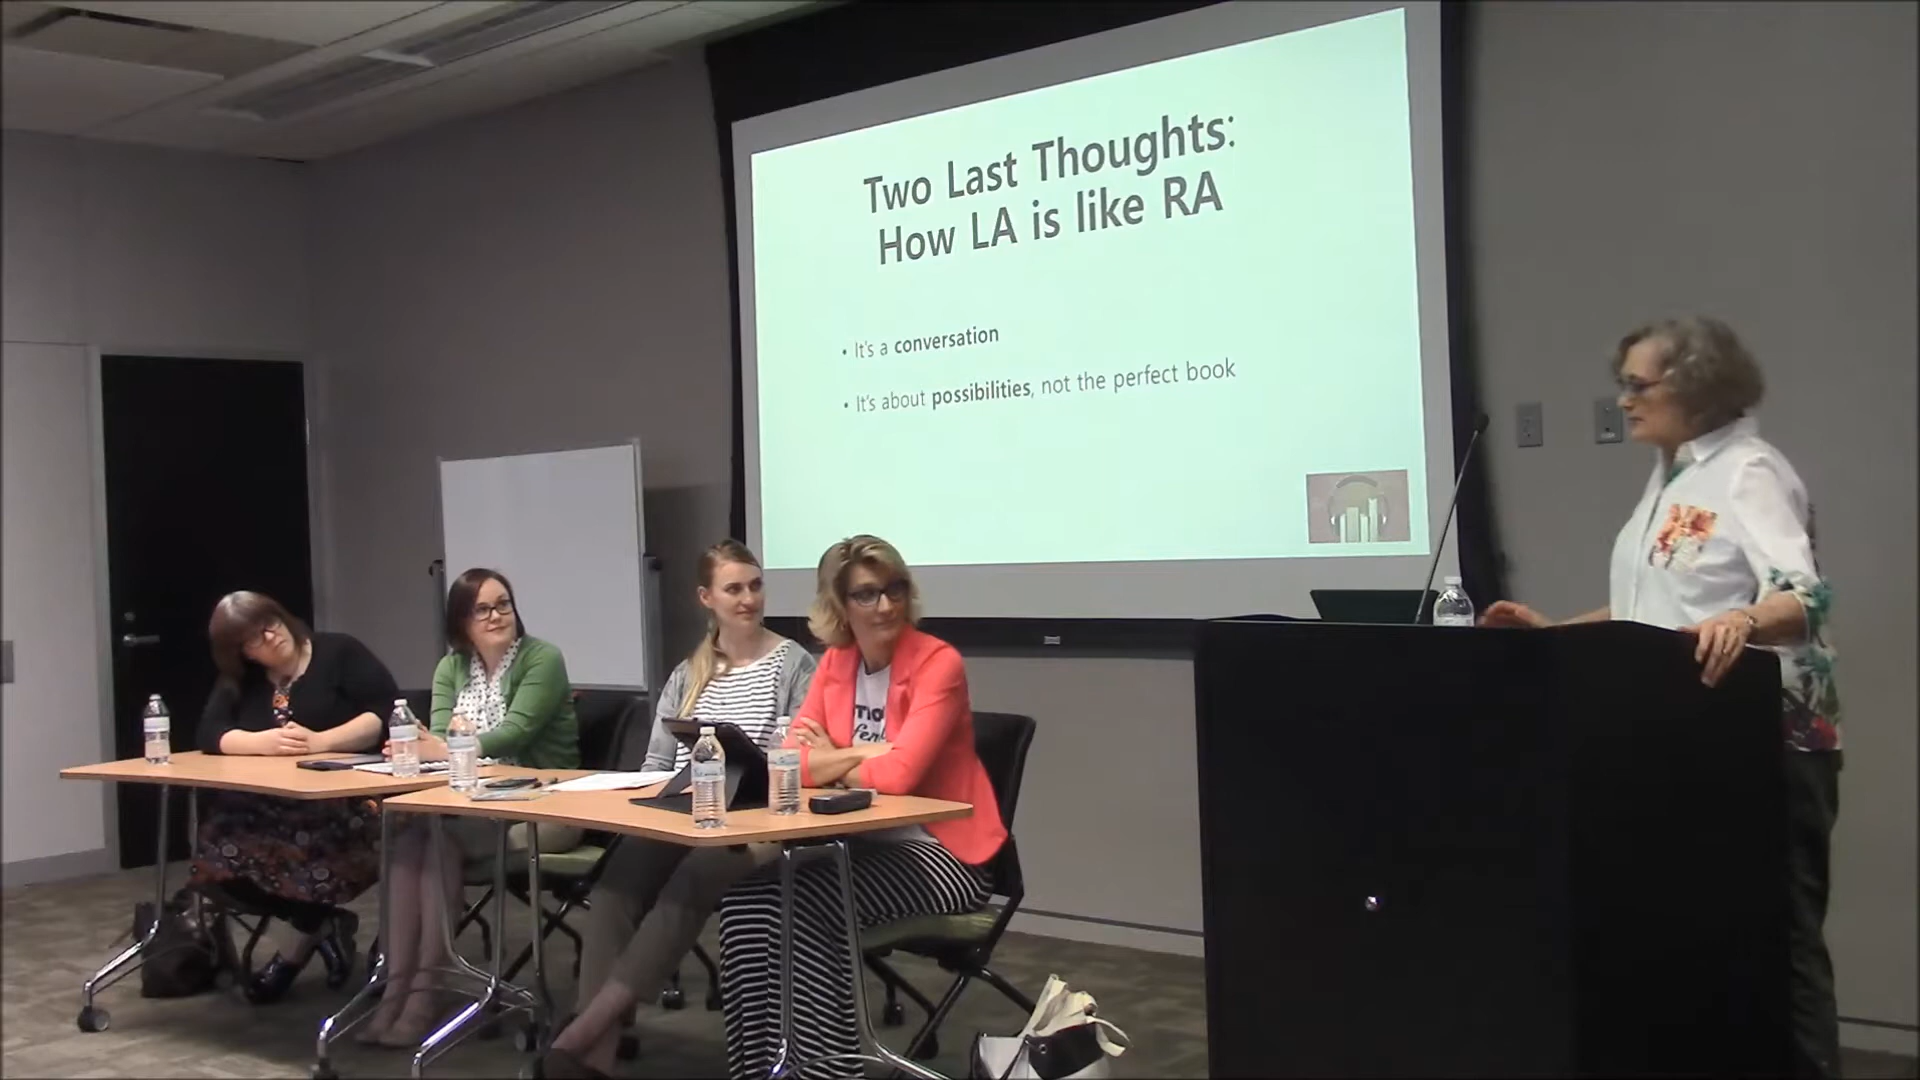 Two Last Thoughts:
How LA is like RA
• It's a conversation
• It's about possibilities, not the perfect book